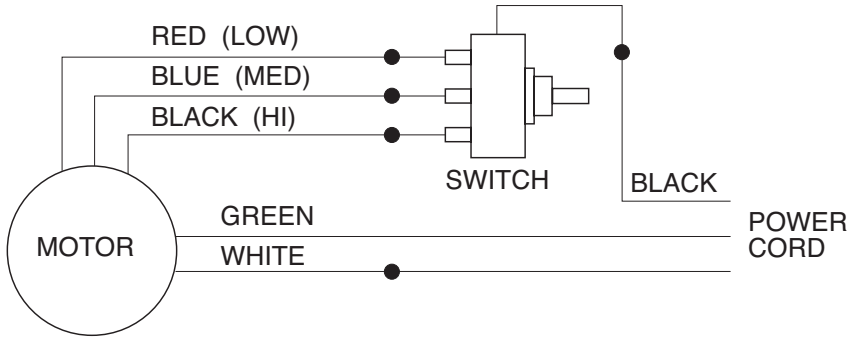 RED (LOW)
BLUE (MED)
BLACK (HI)
SWITCH
BLACK
GREEN
POWER
CORD
MOTOR
WHITE